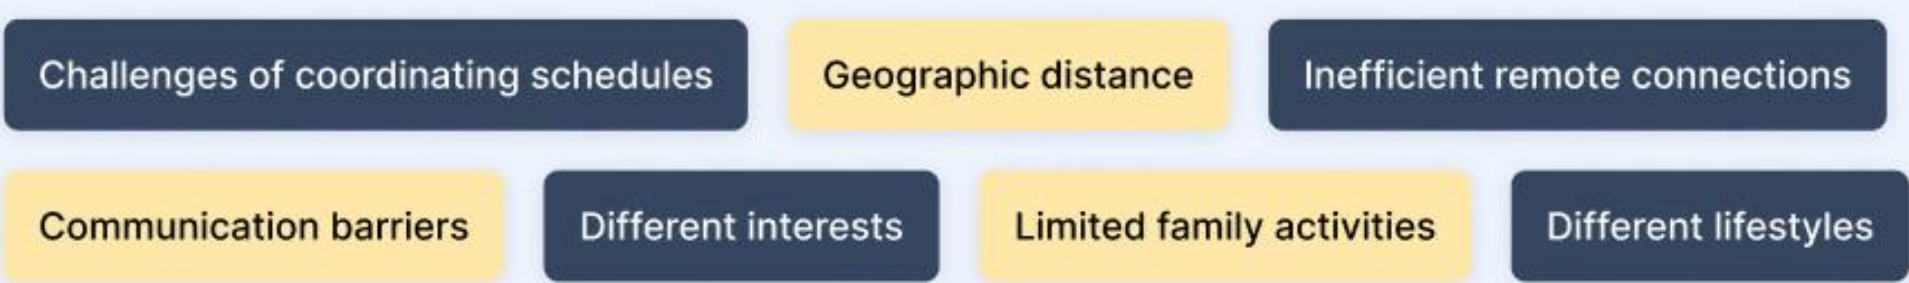 Challenges of coordinating schedules
Geographic distance
Inefficient remote connections
Communication barriers
Different interests
Limited family activities
Different lifestyles